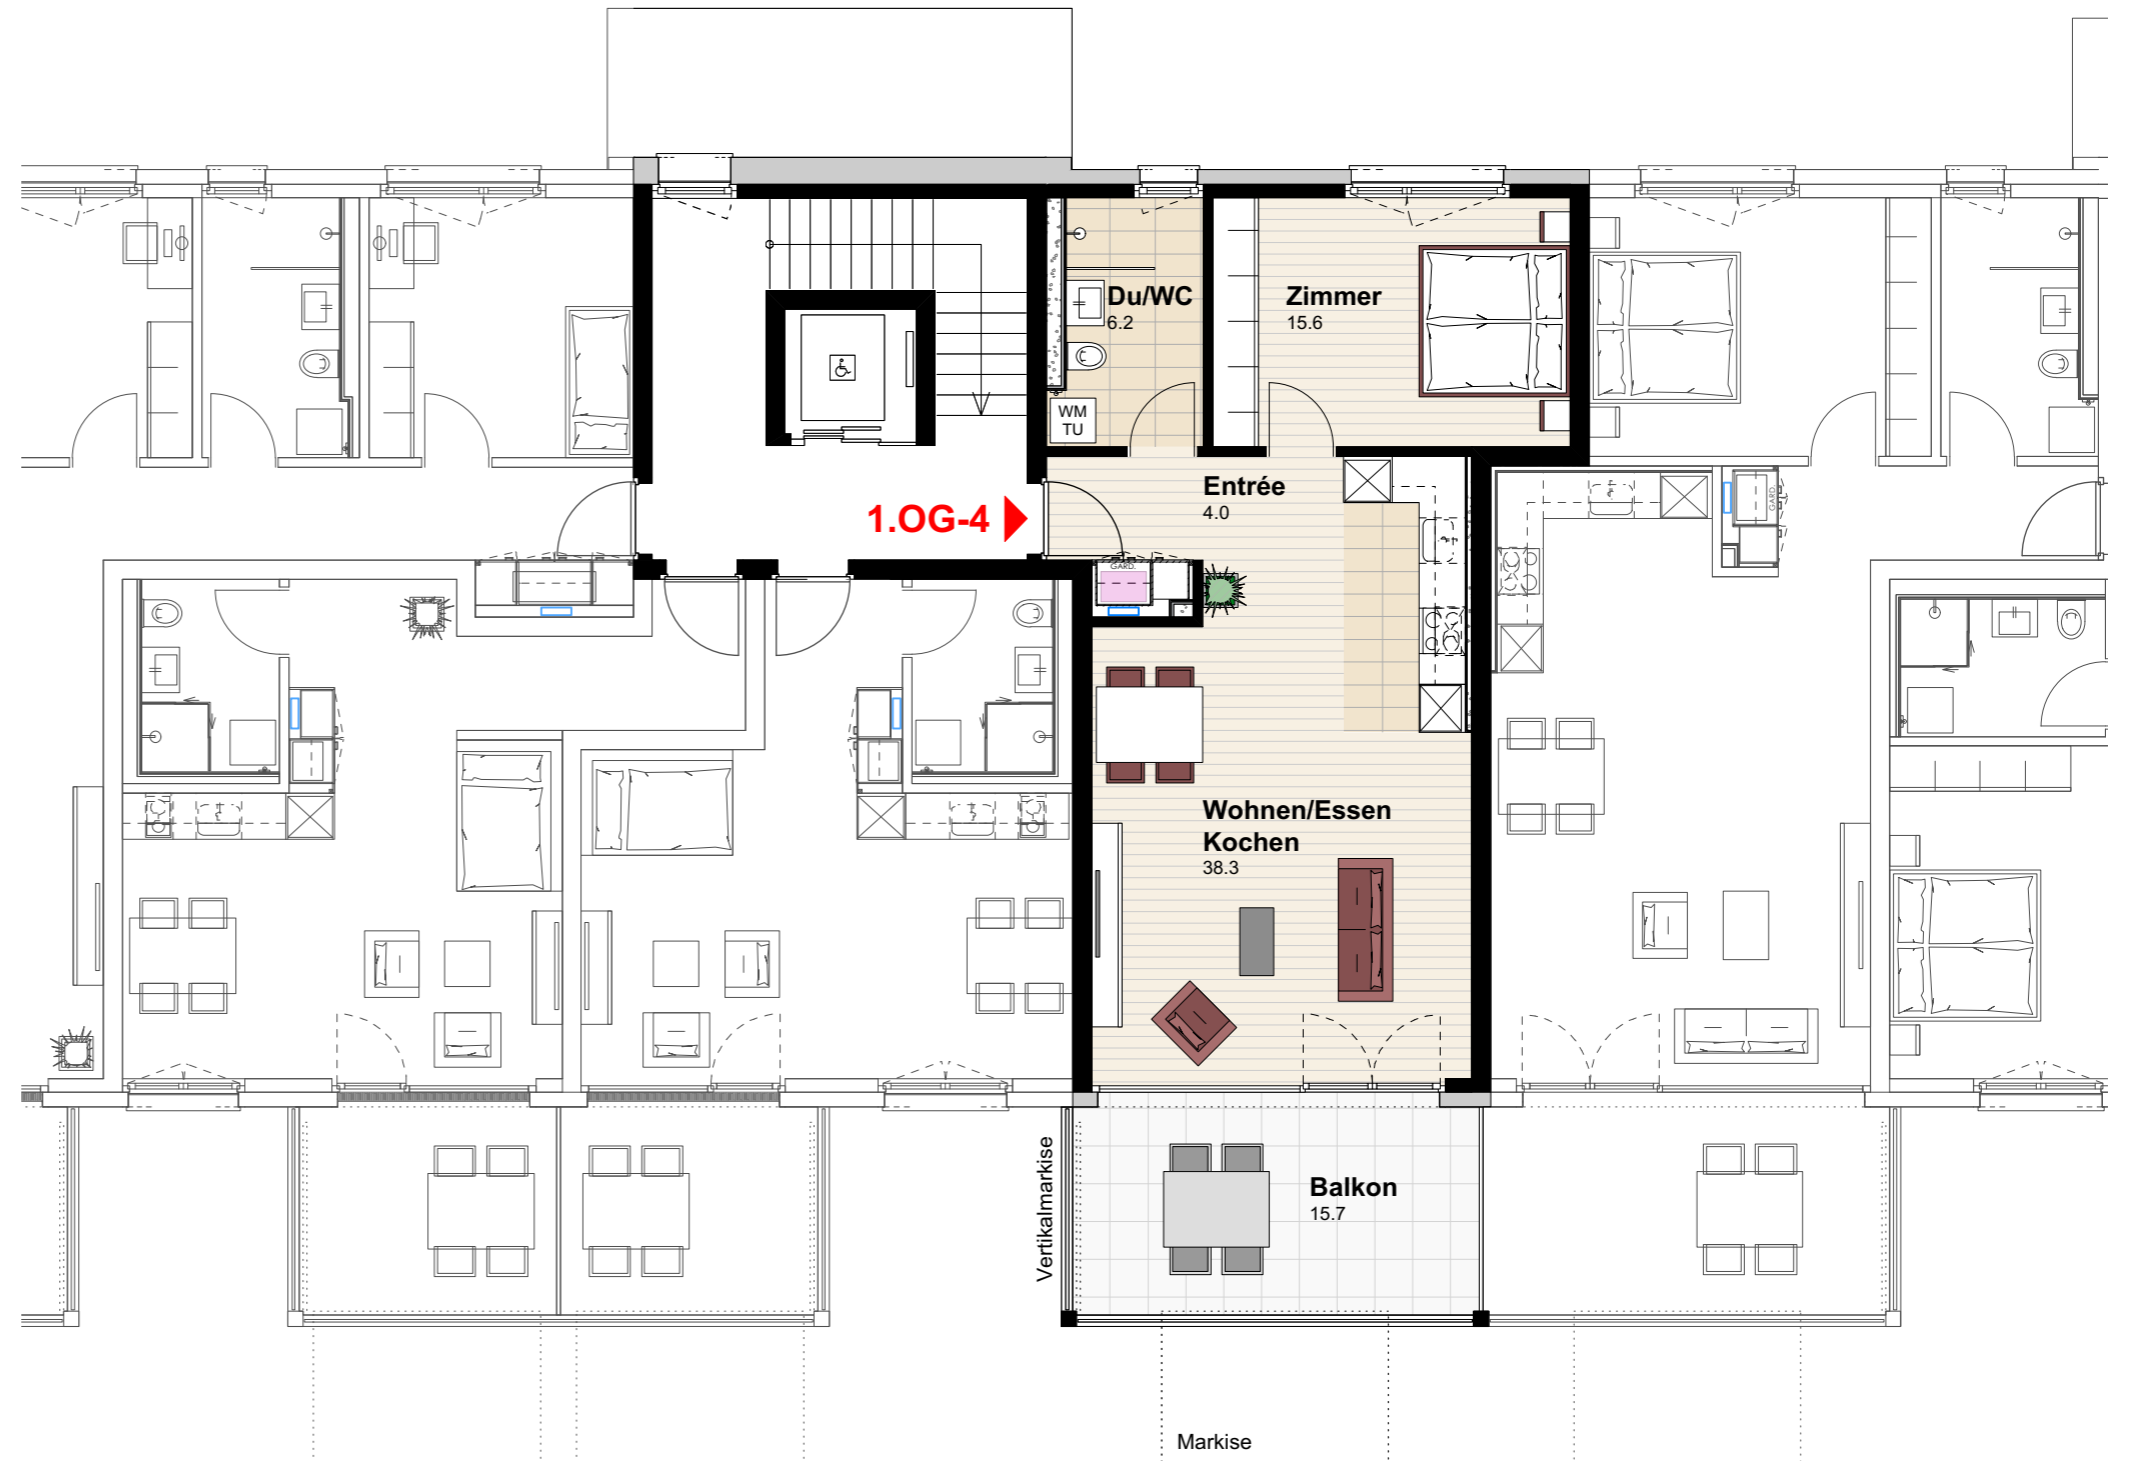 Du/WC
6.2
Zimmer
15.6
WM
TU
1.OG-4
Entrée
4.0
GARD.
GARD.
Wohnen/Essen
Kochen
38.3
Vertikalmarkise
Balkon
15.7
Markise